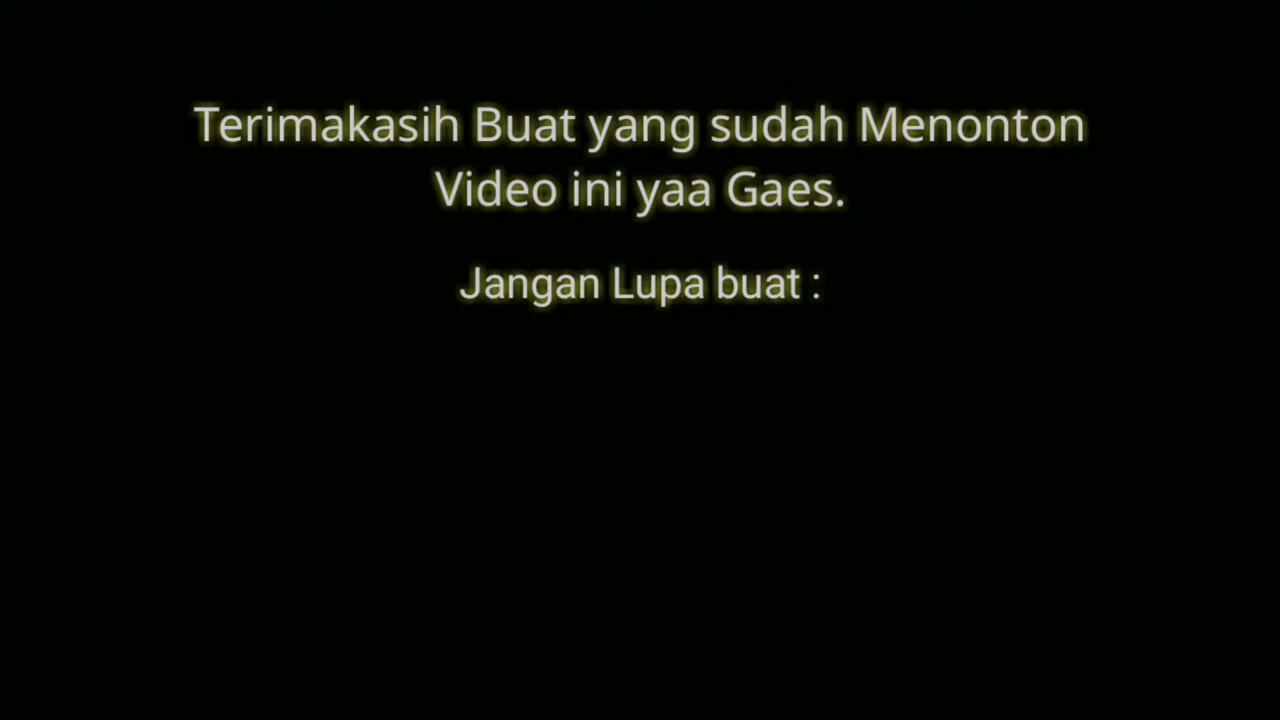 Terimakasih Buat yang sudah Menonton
Video ini yaa Gaes.
Jangan Lupa buat :